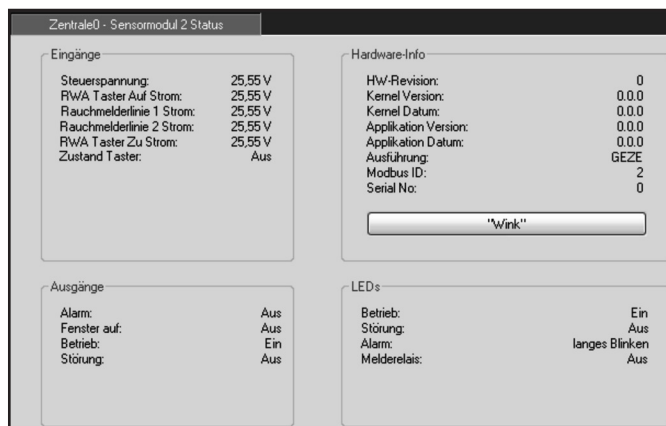 Zentrale0 - Sensormodul 2 Status
Eingänge
Steuerspannung: 25,55 V
RWA Taster Auf Strom: 25,55 V
Rauchmelderlinie 1 Strom: 25,55 V
Rauchmelderlinie 2 Strom: 25,55 V
RWA Taster Zu Strom: 25,55 V
Zustand Taster: Aus
Hardware-Info
HW-Revision: 0
Kernel Version: 0.0.0
Kernel Datum: 0.0.0
Applikation Version: 0.0.0
Applikation Datum: 0.0.0
Ausführung: GEZE
Modbus ID: 2
Serial No: 0
"Wink"
Ausgänge
Alarm: Aus
Fenster auf: Aus
Betrieb: Ein
Störung: Aus
LEDs
Betrieb: Ein
Störung: Aus
Alarm: langes Blinken
Melderelais: Aus